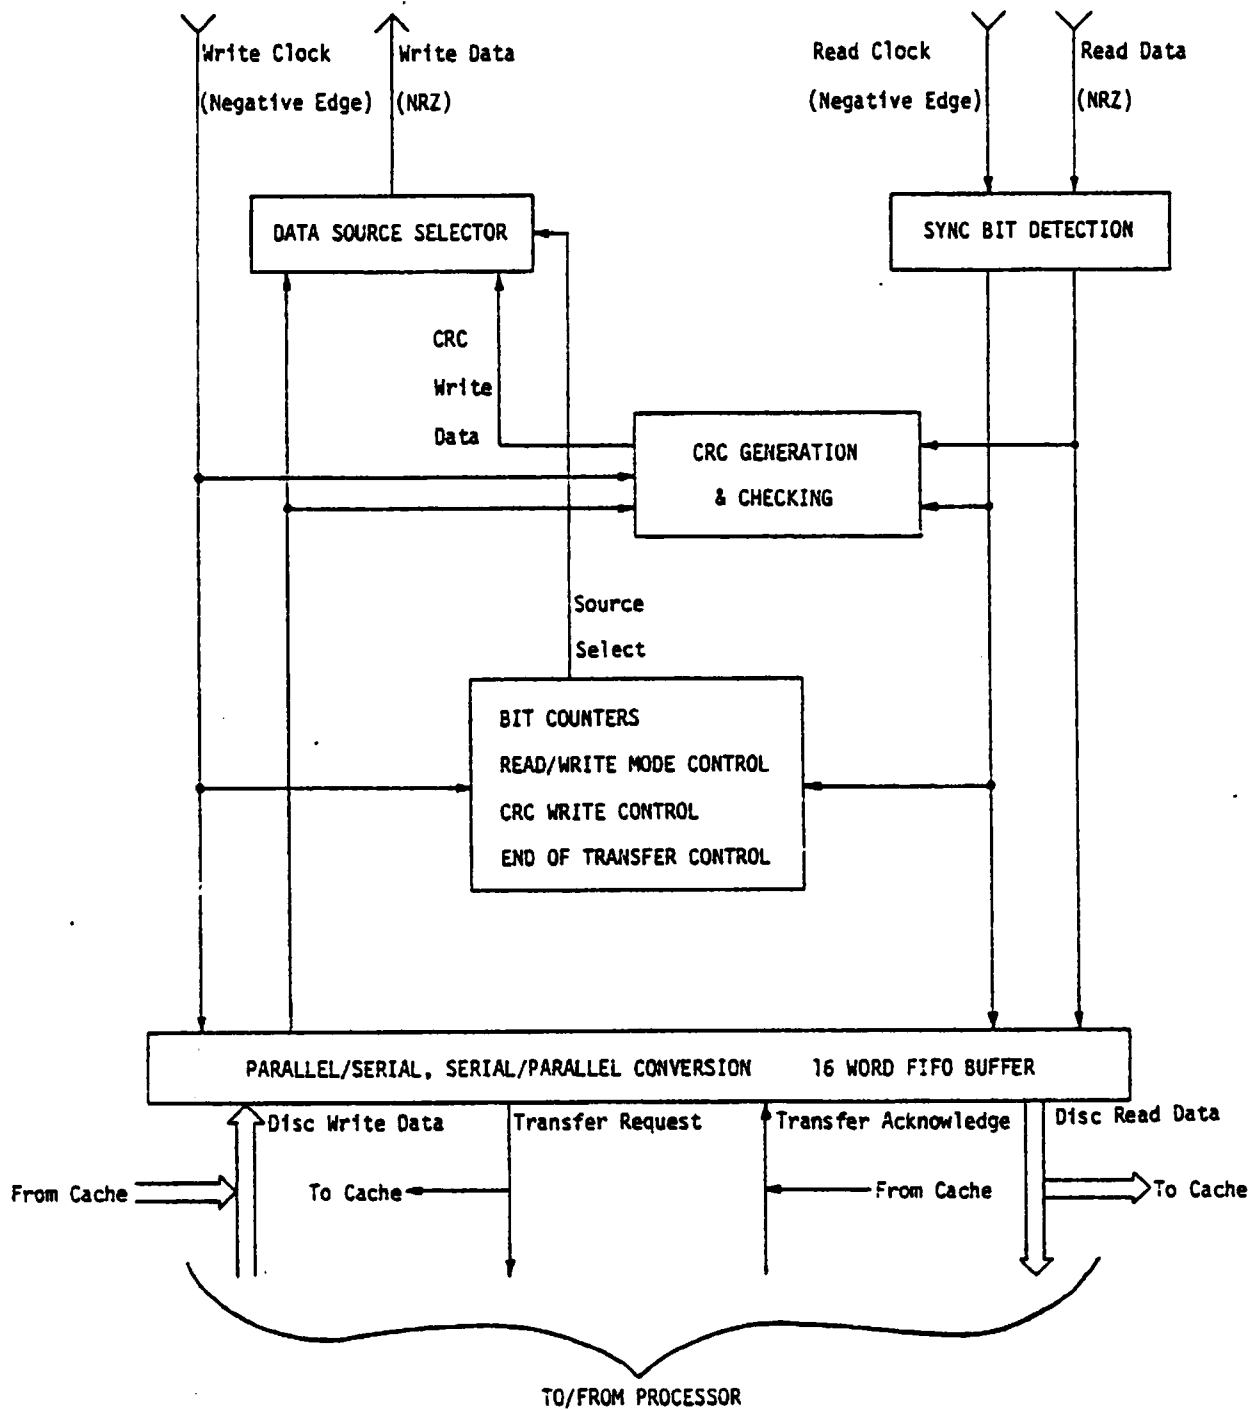 Write Clock
(Negative Edge)
Write Data
(NRZ)
Read Clock
(Negative Edge)
Read Data
(NRZ)
DATA SOURCE SELECTOR
SYNC BIT DETECTION
CRC
Write
Data
CRC GENERATION
& CHECKING
Source
Select
BIT COUNTERS
READ/WRITE MODE CONTROL
CRC WRITE CONTROL
END OF TRANSFER CONTROL
PARALLEL/SERIAL, SERIAL/PARALLEL CONVERSION 16 WORD FIFO BUFFER
Disc Write Data
Transfer Request
Transfer Acknowledge
Disc Read Data
From Cache
To Cache
From Cache
To Cache
TO/FROM PROCESSOR